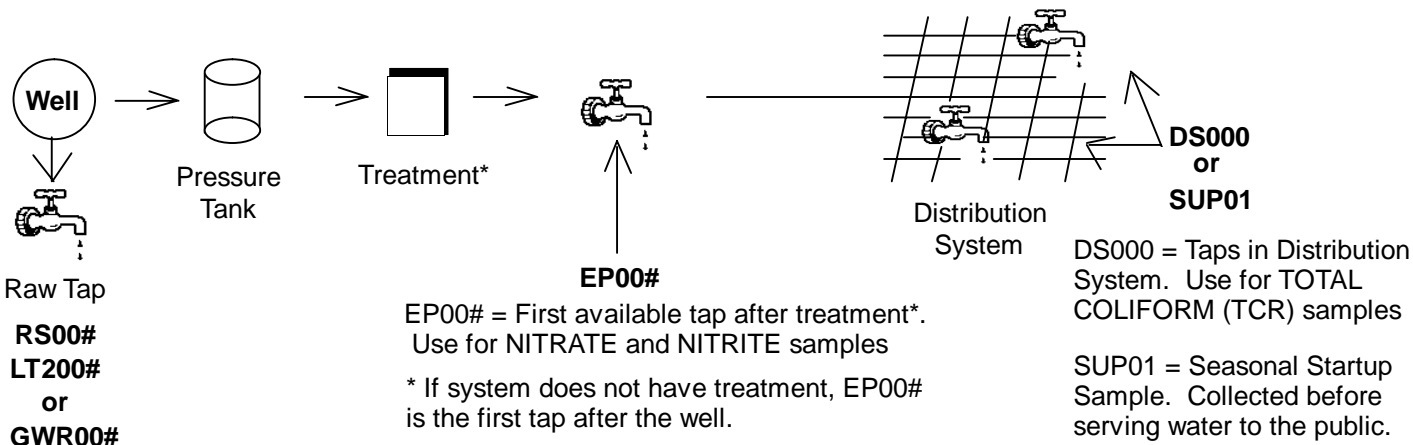 Well
Pressure
Tank
Treatment*
Raw Tap
RS00#
LT200#
or
GWR00#
EP00#
EP00# = First available tap after treatment*.
Use for NITRATE and NITRITE samples
* If system does not have treatment, EP00#
is the first tap after the well.
Distribution
System
DS000
or
SUP01
DS000 = Taps in Distribution
System. Use for TOTAL
COLIFORM (TCR) samples
SUP01 = Seasonal Startup
Sample. Collected before
serving water to the public.